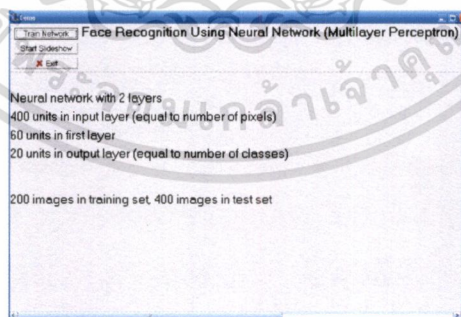 Train Network
Face Recognition Using Neural Network (Multilayer Perceptron)
Start Slideshow
X Exit
Neural network with 2 layers
400 units in input layer (equal to number of pixels)
60 units in first layer
20 units in output layer (equal to number of classes)
200 images in training set, 400 images in test set